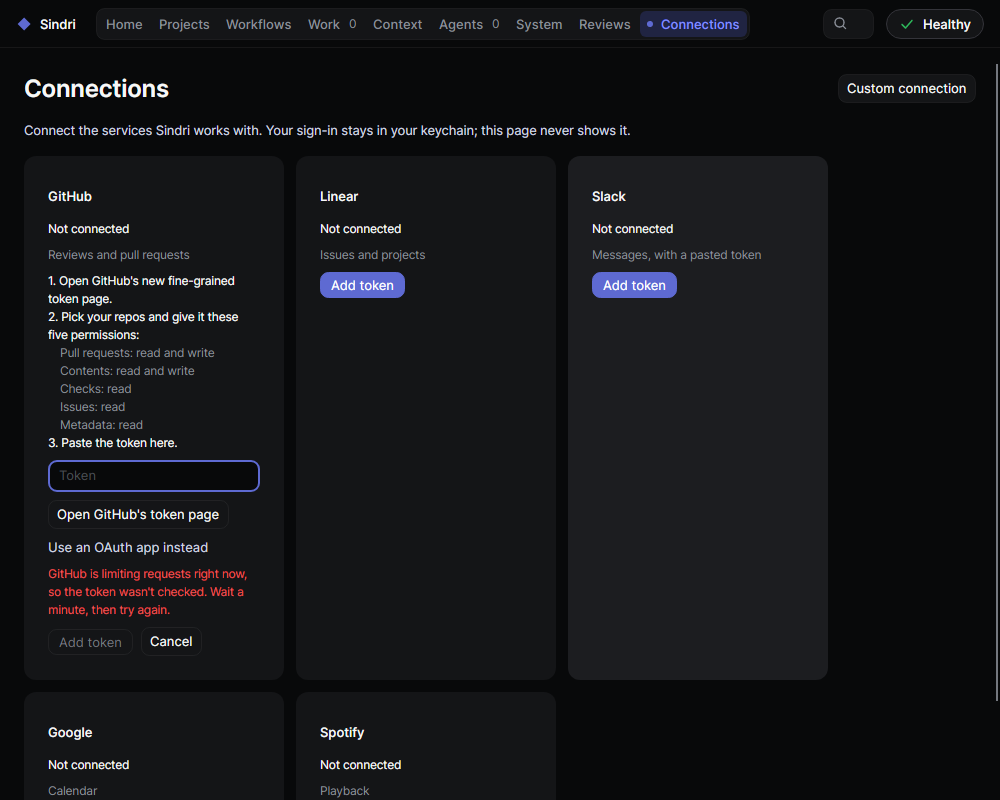 Sindri
Home
Projects
Workflows
Work 0
Context
Agents 0
System
Reviews
Connections
Healthy
Connections
Custom connection
Connect the services Sindri works with. Your sign-in stays in your keychain; this page never shows it.
GitHub
Not connected
Reviews and pull requests
1. Open GitHub's new fine-grained
token page.
2. Pick your repos and give it these
five permissions:
Pull requests: read and write
Contents: read and write
Checks: read
Issues: read
Metadata: read
3. Paste the token here.
Token
Open GitHub's token page
Use an OAuth app instead
GitHub is limiting requests right now,
so the token wasn't checked. Wait a
minute, then try again.
Add token
Cancel
Linear
Not connected
Issues and projects
Add token
Slack
Not connected
Messages, with a pasted token
Add token
Google
Not connected
Calendar
Spotify
Not connected
Playback